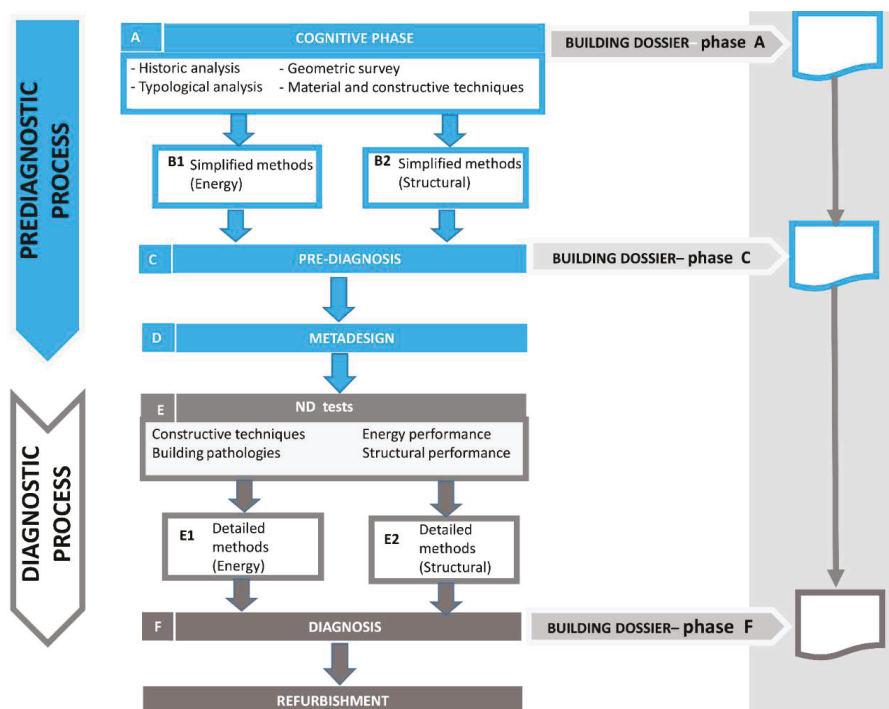 PREDIAGNOSTIC
PROCESS
A COGNITIVE PHASE
- Historic analysis - Geometric survey
- Typological analysis - Material and constructive techniques
BUILDING DOSSIER– phase A
B1 Simplified methods
(Energy)
B2 Simplified methods
(Structural)
C PRE-DIAGNOSIS
BUILDING DOSSIER– phase C
D METADESIGN
DIAGNOSTIC
PROCESS
E ND tests
Constructive techniques Energy performance
Building pathologies Structural performance
E1 Detailed
methods
(Energy)
E2 Detailed
methods
(Structural)
F DIAGNOSIS
BUILDING DOSSIER– phase F
REFURBISHMENT